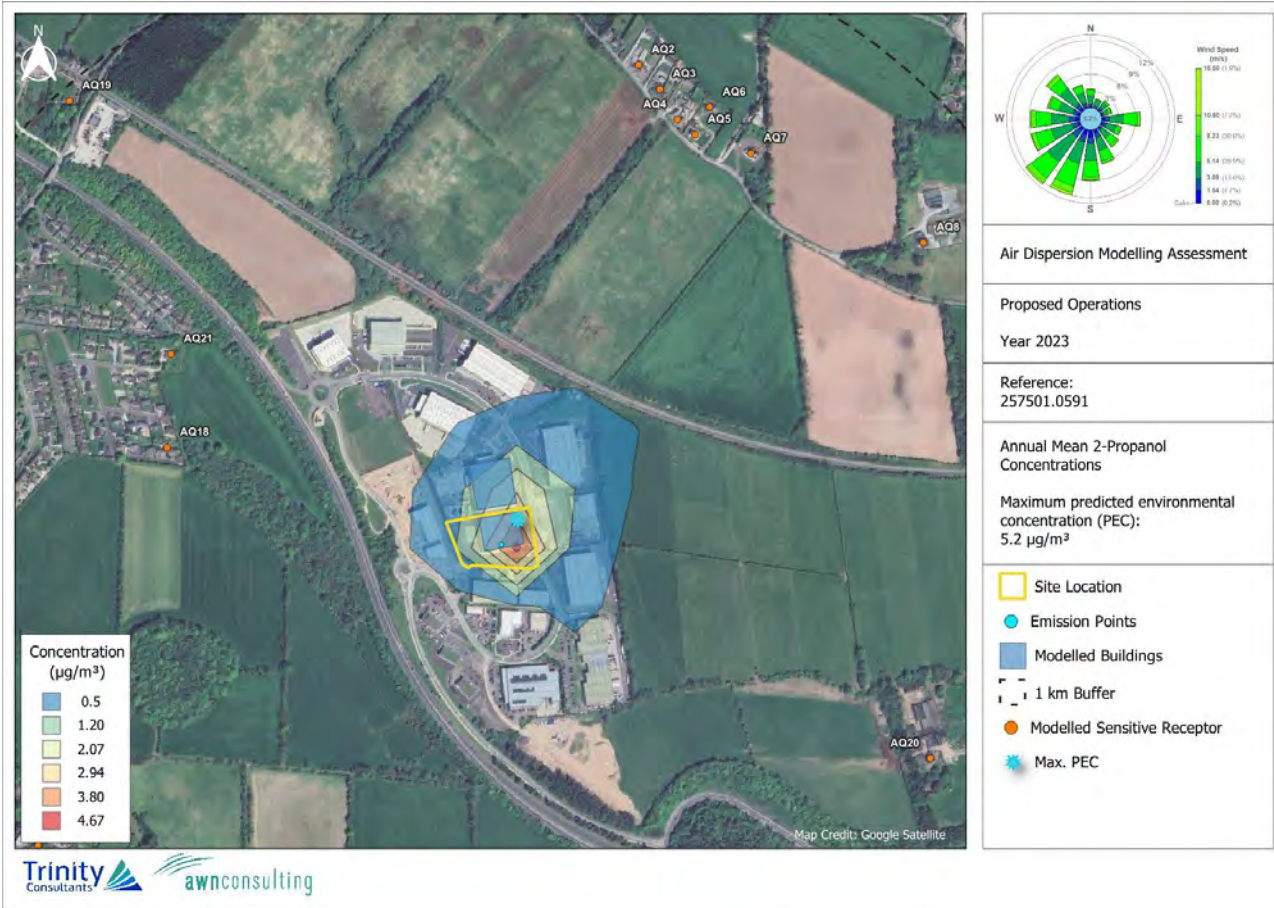 N
AQ19
AQ2
AQ3
AQ4
AQ6
AQ5
AQ7
AQ8
AQ21
AQ18
AQ20
Concentration
(µg/m³)
0.5
1.20
2.07
2.94
3.80
4.67
Map Credit: Google Satellite
N
W
E
S
12%
9%
Wind Speed
(m/s)
Air Dispersion Modelling Assessment
Proposed Operations
Year 2023
Reference:
257501.0591
Annual Mean 2-Propanol
Concentrations
Maximum predicted environmental
concentration (PEC):
5.2 µg/m³
Site Location
Emission Points
Modelled Buildings
1 km Buffer
Modelled Sensitive Receptor
Max. PEC
Trinity
Consultants
awnconsulting